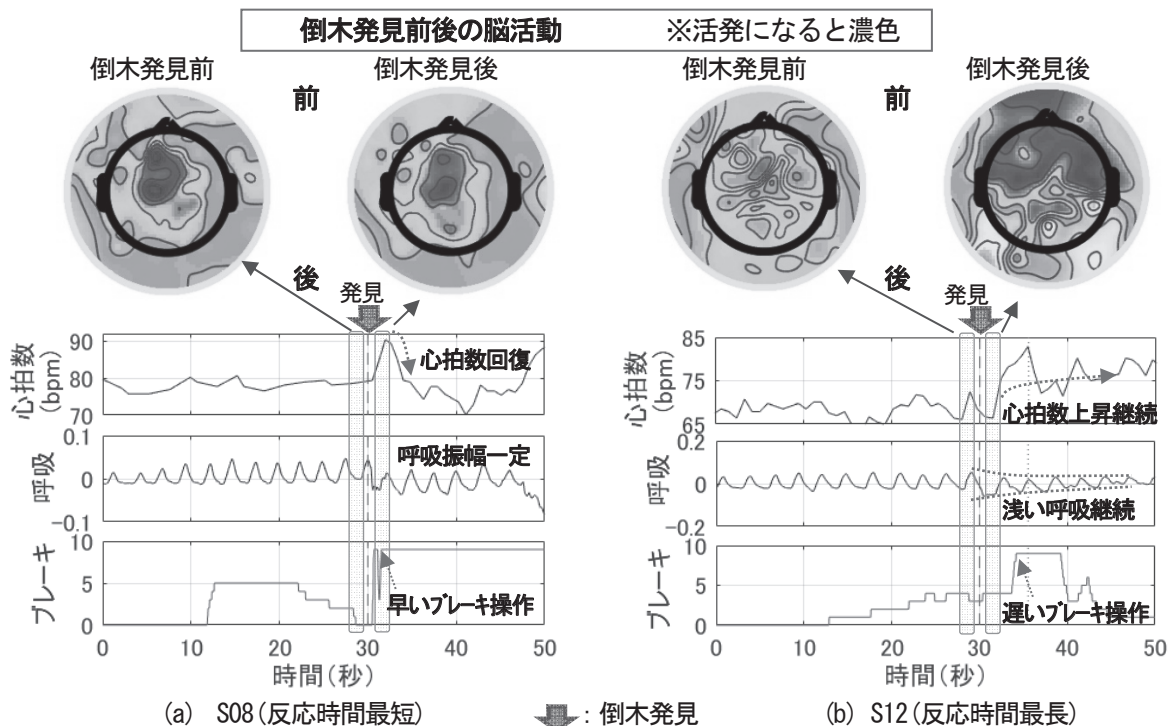 倒木発見前後の脳活動 ※活発になると濃色
倒木発見前
倒木発見後
前
後
発見
90
80
70
心拍数
(bpm)
心拍数回復
0.1
0
-0.1
呼吸
呼吸振幅一定
10
5
0
ブレーキ
早いブレーキ操作
0 10 20 30 40 50
時間(秒)
(a) S08(反応時間最短)
倒木発見前
倒木発見後
前
後
発見
85
75
65
心拍数
(bpm)
心拍数上昇継続
0.2
0
-0.2
呼吸
浅い呼吸継続
10
5
0
ブレーキ
遅いブレーキ操作
0 10 20 30 40 50
時間(秒)
(b) S12(反応時間最長)
: 倒木発見